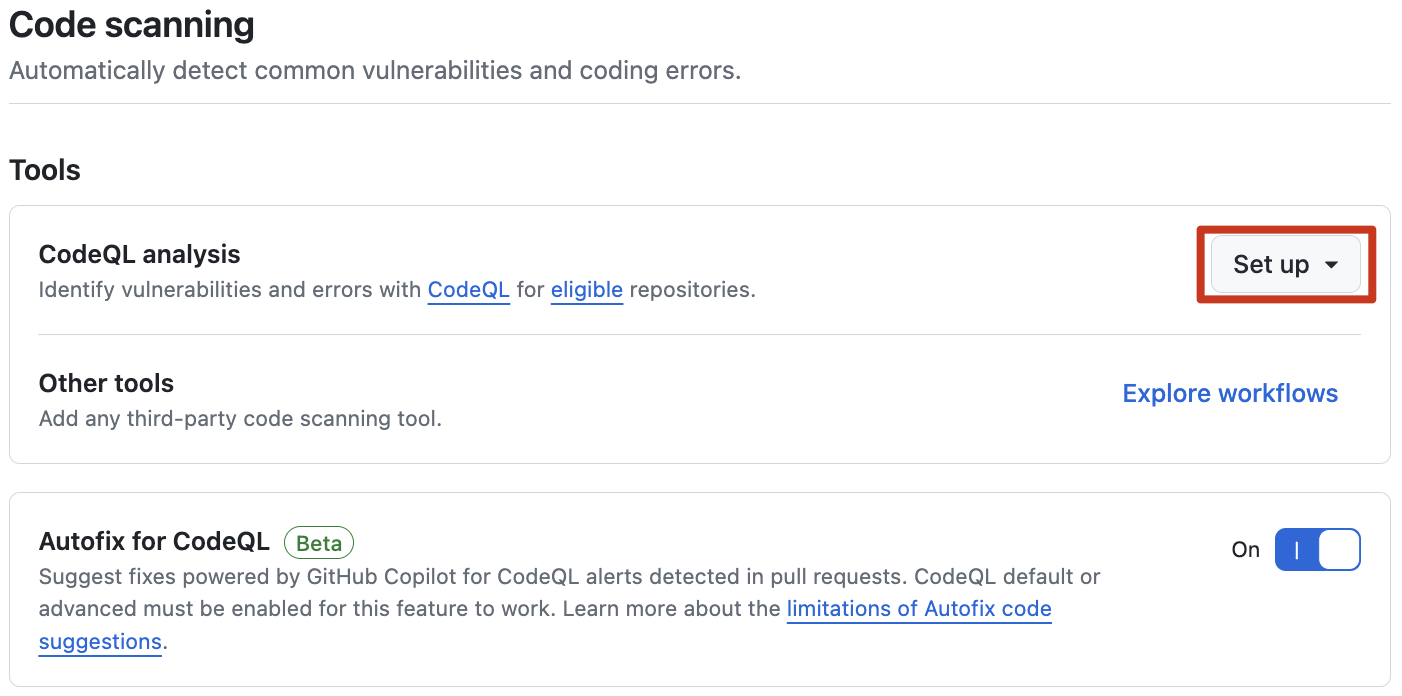 Code scanning
Automatically detect common vulnerabilities and coding errors.
Tools
CodeQL analysis
Set up
Identify vulnerabilities and errors with CodeQL for eligible repositories.
Other tools
Explore workflows
Add any third-party code scanning tool.
Autofix for CodeQL Beta
On
Suggest fixes powered by GitHub Copilot for CodeQL alerts detected in pull requests. CodeQL default or
advanced must be enabled for this feature to work. Learn more about the limitations of Autofix code
suggestions.